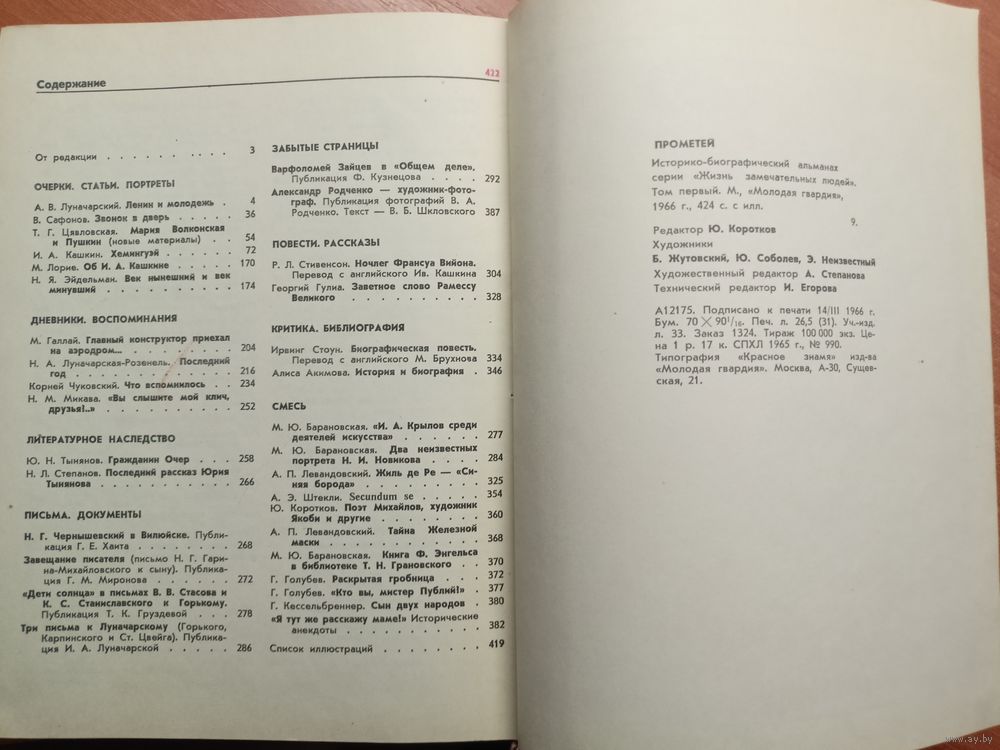 Содержание
422
От редакции . . . . . . . . . . 3
ОЧЕРКИ. СТАТЬИ. ПОРТРЕТЫ
А. В. Луначарский. Ленин и молодежь . 4
В. Сафонов. Звонок в дверь . . . . . 36
Т. Г. Цявловская. Мария Волконская
и Пушкин (новые материалы) . . 54
И. А. Кашкин. Хемингуэй . . . . . 72
М. Лорие. Об И. А. Кашкине . . . . . 170
Н. Я. Эйдельман. Век нынешний и век
минувший . . . . . . . . . . 174
ДНЕВНИКИ. ВОСПОМИНАНИЯ
М. Галлай. Главный конструктор приехал
на аэродром... . . . . . . . . 204
Н. А. Луначарская-Розенель. Последний
год . . . . . . . . . . . . 216
Корней Чуковский. Что вспомнилось . . 234
Н. М. Микава. «Вы слышите мой клич,
друзья!..» . . . . . . . . . . 252
ЛИТЕРАТУРНОЕ НАСЛЕДСТВО
Ю. Н. Тынянов. Гражданин Очер . . . 258
Н. Л. Степанов. Последний рассказ Юрия
Тынянова . . . . . . . . . . 266
ПИСЬМА. ДОКУМЕНТЫ
Н. Г. Чернышевский в Вилюйске. Публи-
кация Г. Е. Хаита . . . . . . . 268
Завещание писателя (письмо Н. Г. Гари-
на-Михайловского к сыну). Публика-
ция Г. М. Миронова . . . . . . 272
«Дети солнца» в письмах В. В. Стасова и
К. С. Станиславского к Горькому.
Публикация Т. К. Груздевой . . . 278
Три письма к Луначарскому (Горького,
Карпинского и Ст. Цвейга). Публика-
ция И. А. Луначарской . . . . . 286
ЗАБЫТЫЕ СТРАНИЦЫ
Варфоломей Зайцев в «Общем деле».
Публикация Ф. Кузнецова . . . . 292
Александр Родченко — художник-фото-
граф. Публикация фотографий В. А.
Родченко. Текст — В. Б. Шкловского 387
ПОВЕСТИ. РАССКАЗЫ
Р. Л. Стивенсон. Ночлег Франсуа Вийона.
Перевод с английского Ив. Кашкина 304
Георгий Гулиа. Заветное слово Рамессу
Великого . . . . . . . . . . 328
КРИТИКА. БИБЛИОГРАФИЯ
Ирвинг Стоун. Биографическая повесть.
Перевод с английского М. Брухнова 334
Алиса Акимова. История и биография . 346
СМЕСЬ
М. Ю. Барановская. «И. А. Крылов среди
деятелей искусства» . . . . . . 277
М. Ю. Барановская. Два неизвестных
портрета Н. И. Новикова . . . . 284
А. П. Левандовский. Жиль де Ре — «Си-
няя борода» . . . . . . . . . 325
А. Э. Штекли. Secundum se . . . . . 354
Ю. Коротков. Поэт Михайлов, художник
Якоби и другие . . . . . . . 360
А. П. Левандовский. Тайна Железной
маски . . . . . . . . . . . 368
М. Ю. Барановская. Книга Ф. Энгельса
в библиотеке Т. Н. Грановского . . 370
Г. Голубев. Раскрытая гробница . . . 372
Г. Голубев. «Кто вы, мистер Публий!» . 377
Г. Кессельбреннер. Сын двух народов . 380
«Я тут же расскажу маме!» Исторические
анекдоты . . . . . . . . . . 382
Список иллюстраций . . . . . . . . 419
ПРОМЕТЕЙ
Историко-биографический альманах
серии «Жизнь замечательных людей».
Том первый. М., «Молодая гвардия»,
1966 г., 424 с. с илл.
9.
Редактор Ю. Коротков
Художники
Б. Жутовский, Ю. Соболев, Э. Неизвестный
Художественный редактор А. Степанова
Технический редактор И. Егорова
А12175. Подписано к печати 14/III 1966 г.
Бум. 70 × 90 1/16. Печ. л. 26,5 (31). Уч.-изд.
л. 33. Заказ 1324. Тираж 100 000 экз. Це-
на 1 р. 17 к. СПХЛ 1965 г., № 990.
Типография «Красное знамя» изд-ва
«Молодая гвардия». Москва, А-30, Сущев-
ская, 21.
www.ay.by